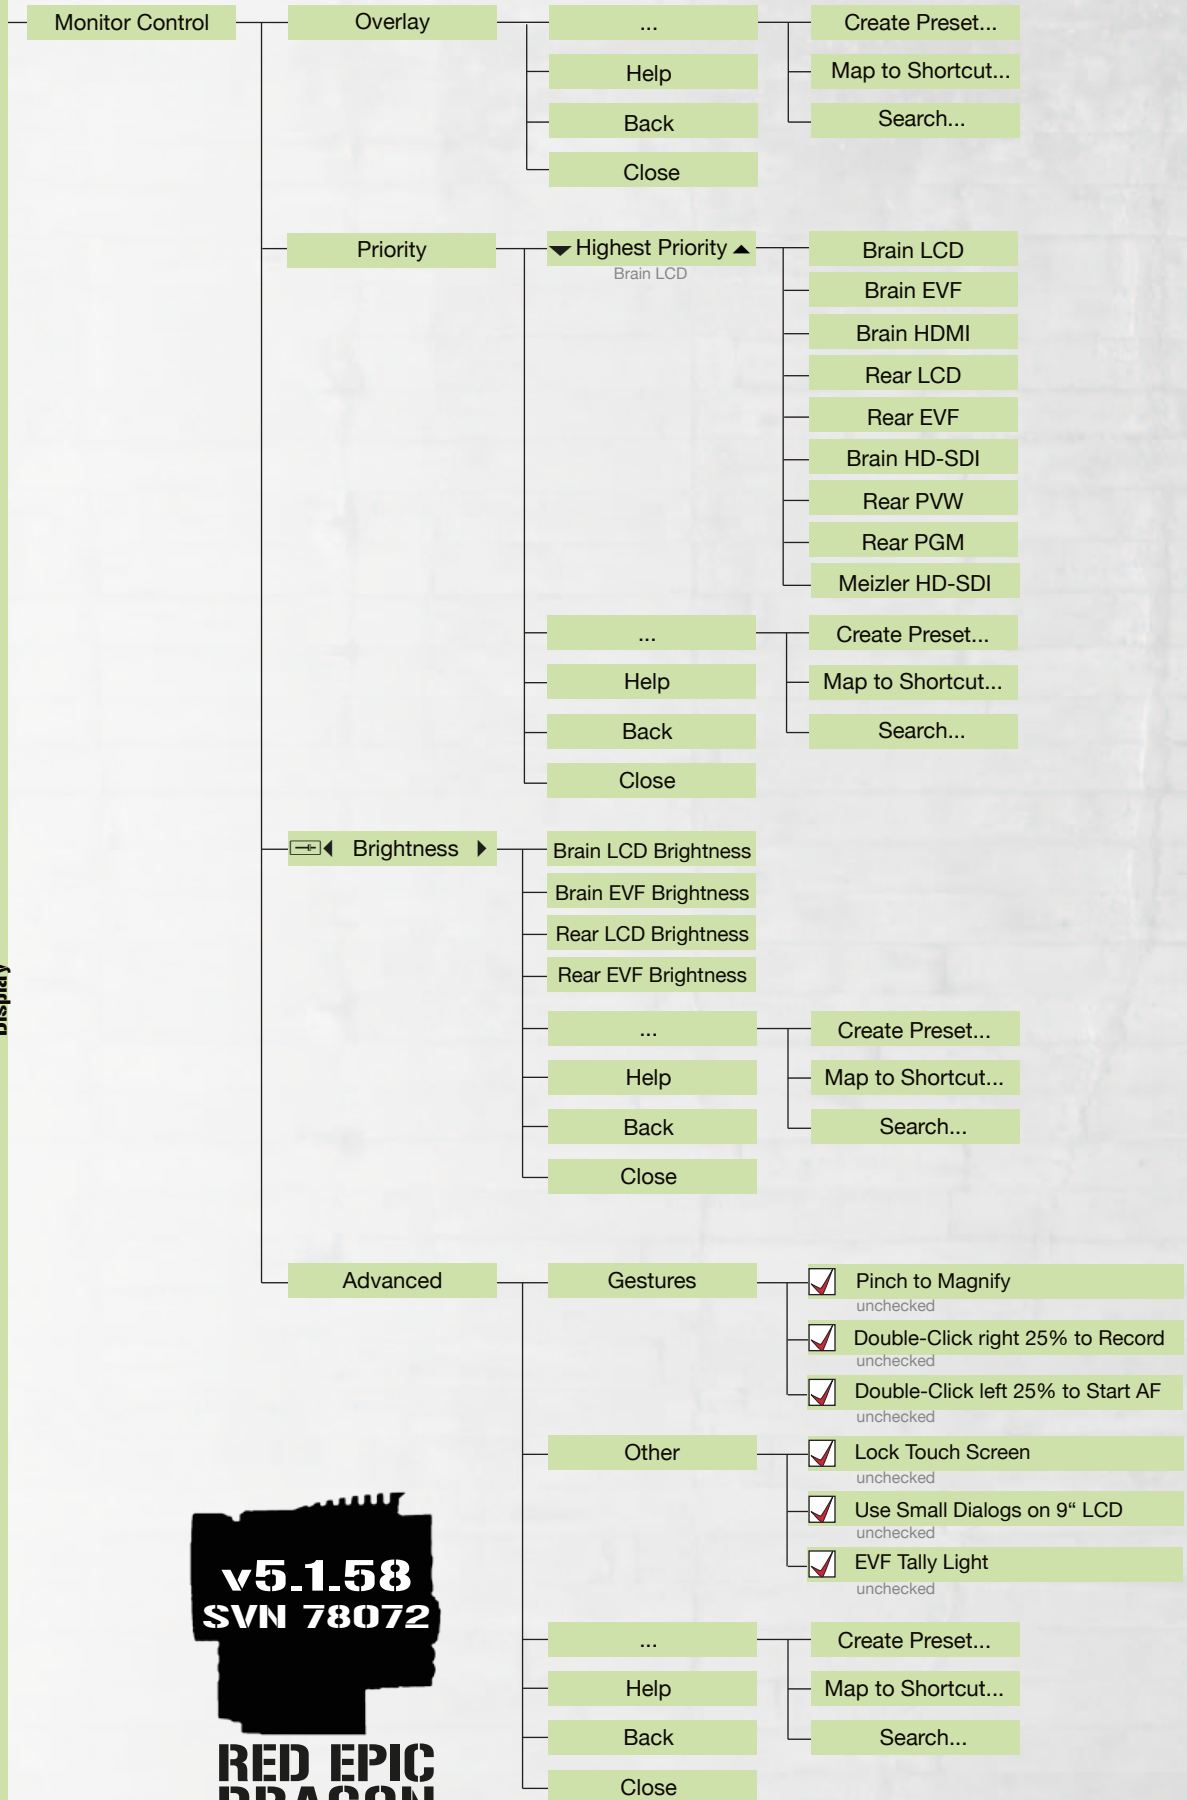 Monitor Control
Overlay
...
Create Preset...
Help
Map to Shortcut...
Back
Search...
Close
Priority
Highest Priority
Brain LCD
Brain LCD
Brain EVF
Brain HDMI
Rear LCD
Rear EVF
Brain HD-SDI
Rear PVW
Rear PGM
Meizler HD-SDI
...
Create Preset...
Help
Map to Shortcut...
Back
Search...
Close
Brightness
Brain LCD Brightness
Brain EVF Brightness
Rear LCD Brightness
Rear EVF Brightness
...
Create Preset...
Help
Map to Shortcut...
Back
Search...
Close
Display
Advanced
Gestures
Pinch to Magnify
unchecked
Double-Click right 25% to Record
unchecked
Double-Click left 25% to Start AF
unchecked
Other
Lock Touch Screen
unchecked
Use Small Dialogs on 9“ LCD
unchecked
EVF Tally Light
unchecked
...
Create Preset...
Help
Map to Shortcut...
Back
Search...
Close
v5.1.58
SVN 78072
RED EPIC
DRAGON